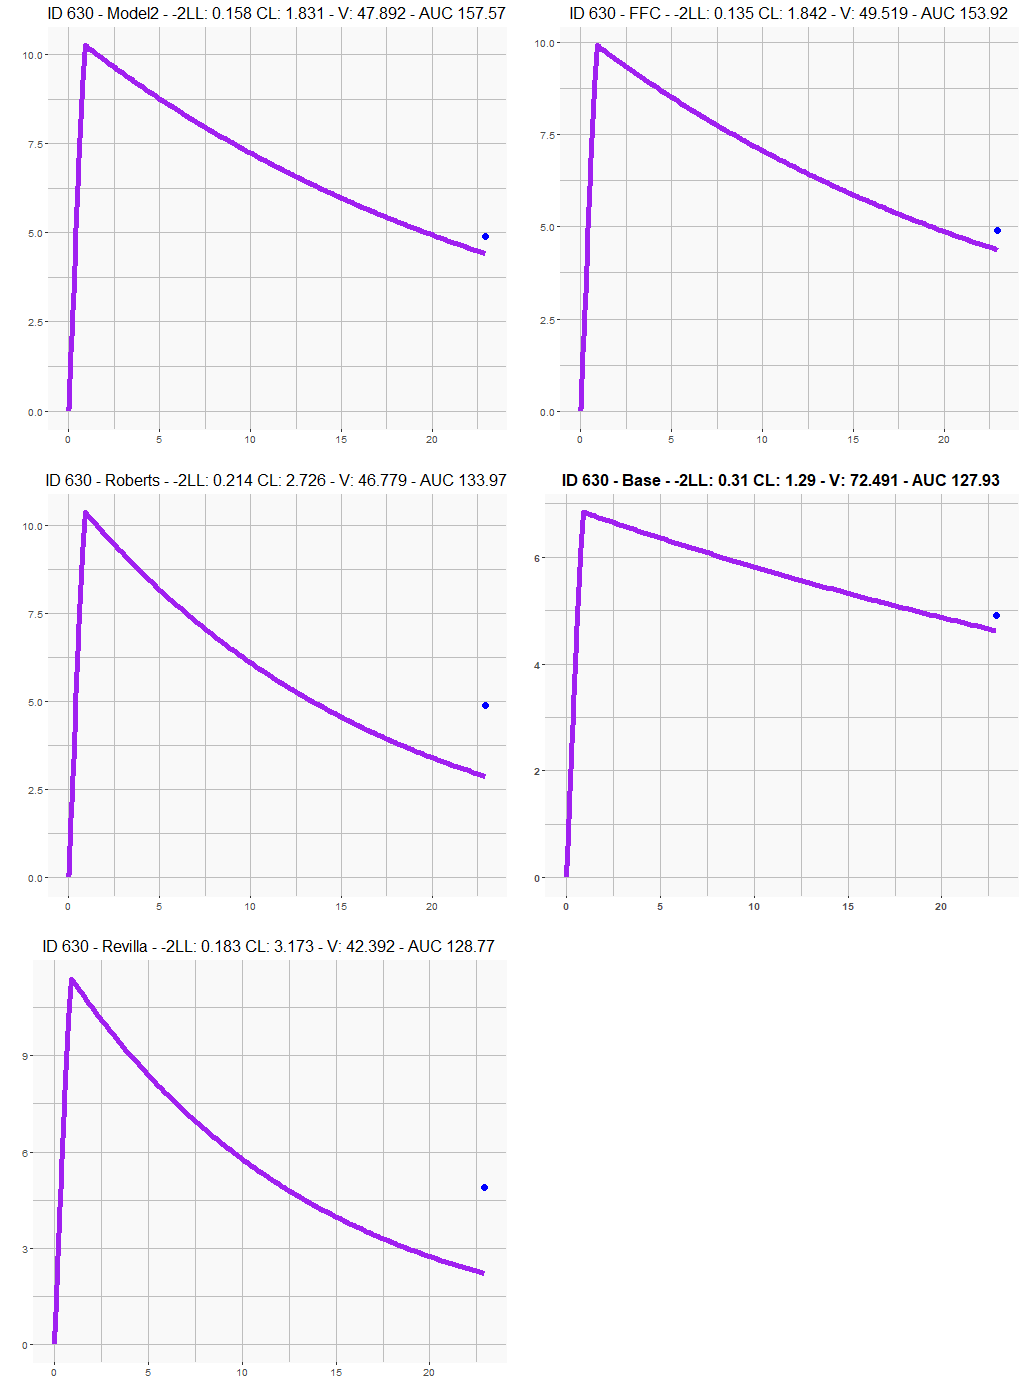 ID 630 - Model2 - -2LL: 0.158 CL: 1.831 - V: 47.892 - AUC 157.57
10.0
7.5
5.0
2.5
0.0
0 5 10 15 20
ID 630 - FFC - -2LL: 0.135 CL: 1.842 - V: 49.519 - AUC 153.92
10.0
7.5
5.0
2.5
0.0
0 5 10 15 20
ID 630 - Roberts - -2LL: 0.214 CL: 2.726 - V: 46.779 - AUC 133.97
10.0
7.5
5.0
2.5
0.0
0 5 10 15 20
ID 630 - Base - -2LL: 0.31 CL: 1.29 - V: 72.491 - AUC 127.93
6
4
2
0
0 5 10 15 20
ID 630 - Revilla - -2LL: 0.183 CL: 3.173 - V: 42.392 - AUC 128.77
9
6
3
0
0 5 10 15 20